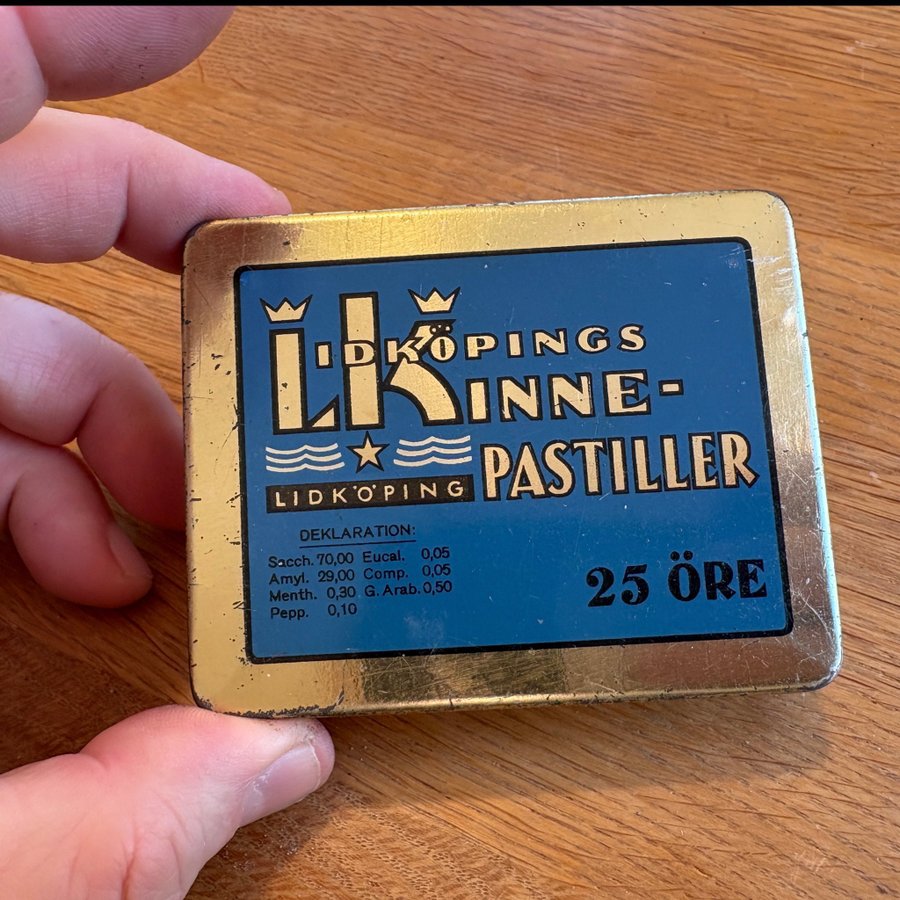 LIDKÖPINGS
KINNE-
PASTILLER
LIDKÖPING
DEKLARATION:
Sacch. 70,00 Eucal. 0,05
Amyl. 29,00 Comp. 0,05
Menth. 0,30 G. Arab. 0,50
Pepp. 0,10
25 ÖRE